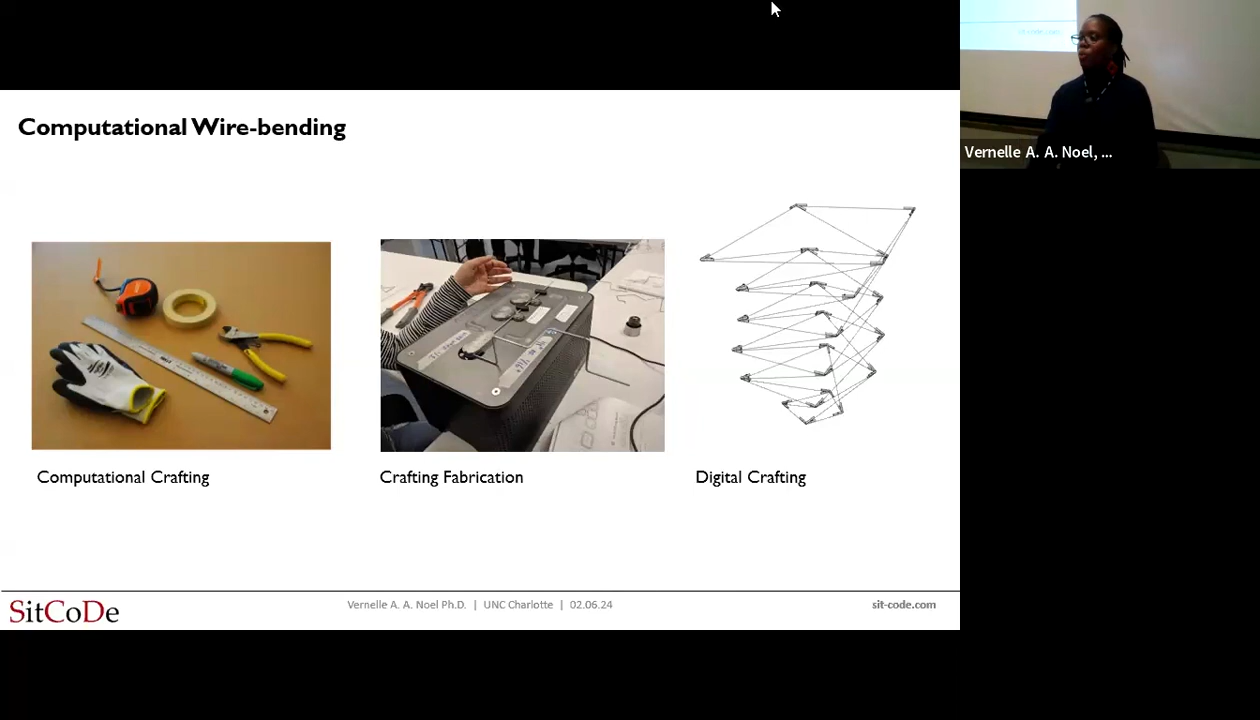 Computational Wire-bending
Vernelle A. A. Noel, ...
Computational Crafting
Crafting Fabrication
Digital Crafting
SitCoDe
Vernelle A. A. Noel Ph.D. | UNC Charlotte | 02.06.24
sit-code.com